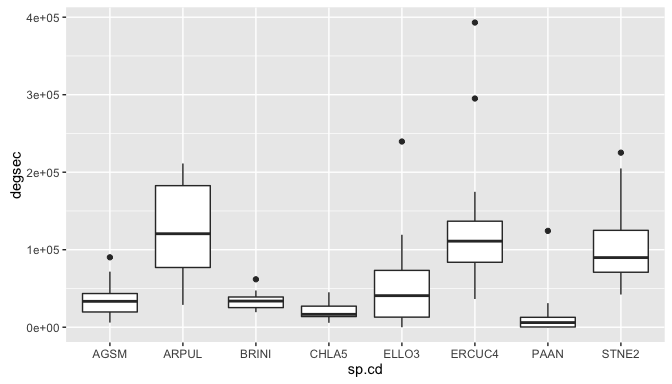 4e+05
3e+05
2e+05
1e+05
0e+00
degsec
AGSM ARPUL BRINI CHLA5 ELLO3 ERCUC4 PAAN STNE2
sp.cd